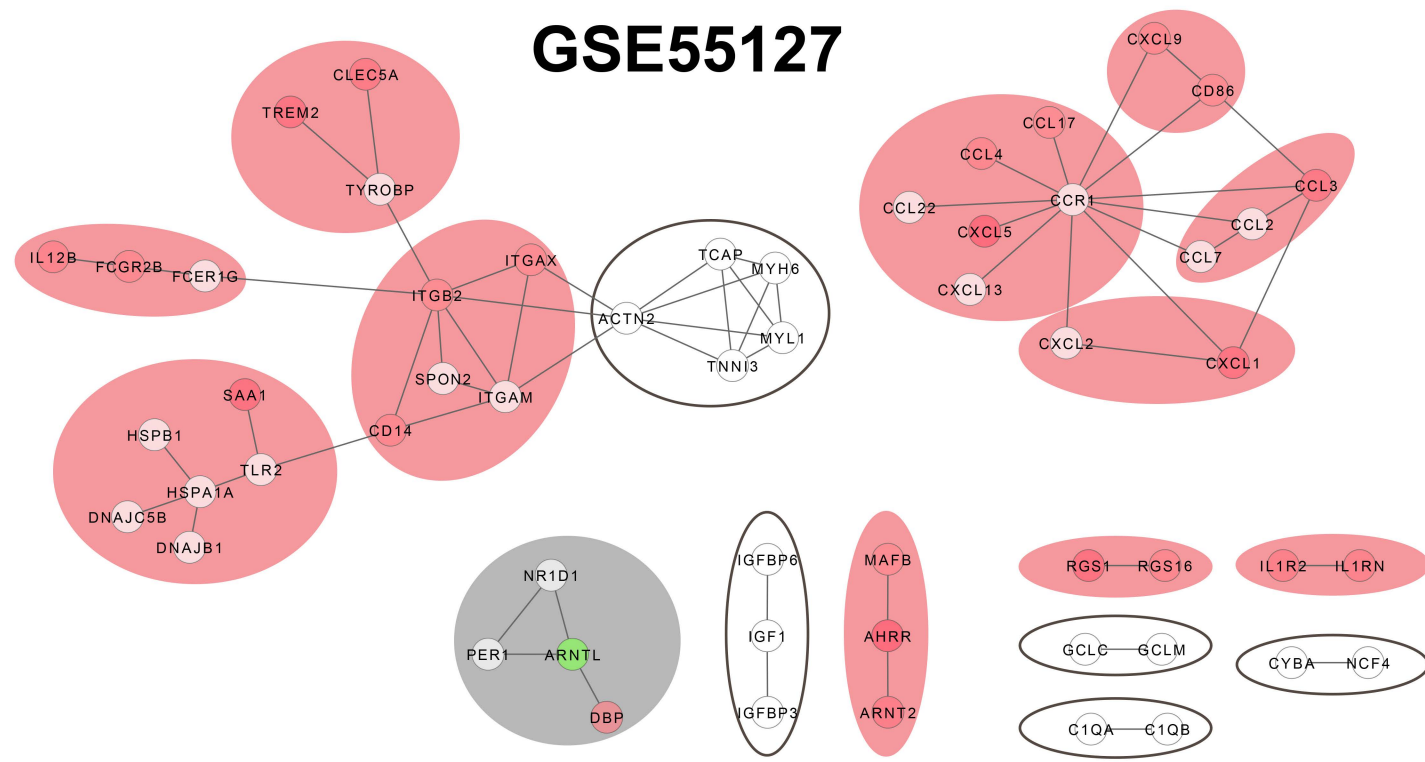 GSE55127
CXCL9
CLEC5A
CD86
TREM2
CCL17
CCL4
TYROBP
CCL3
CCR1
CCL22
CCL2
CXCL5
IL12B
FCGR2B
FCER1G
ITGAX
TCAP
MYH6
CCL7
CXCL13
ITGB2
ACTN2
MYL1
CXCL2
CXCL1
TNNI3
SPON2
ITGAM
SAA1
CD14
HSPB1
TLR2
HSPA1A
DNAJC5B
DNAJB1
NR1D1
IGFBP6
MAFB
RGS1
RGS16
IL1R2
IL1RN
PER1
ARNTL
IGF1
AHRR
GCLC
GCLM
CYBA
NCF4
DBP
IGFBP3
ARNT2
C1QA
C1QB